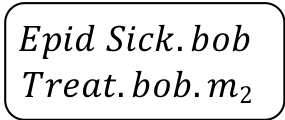 Epid Sick. bob
Treat. bob. m₂